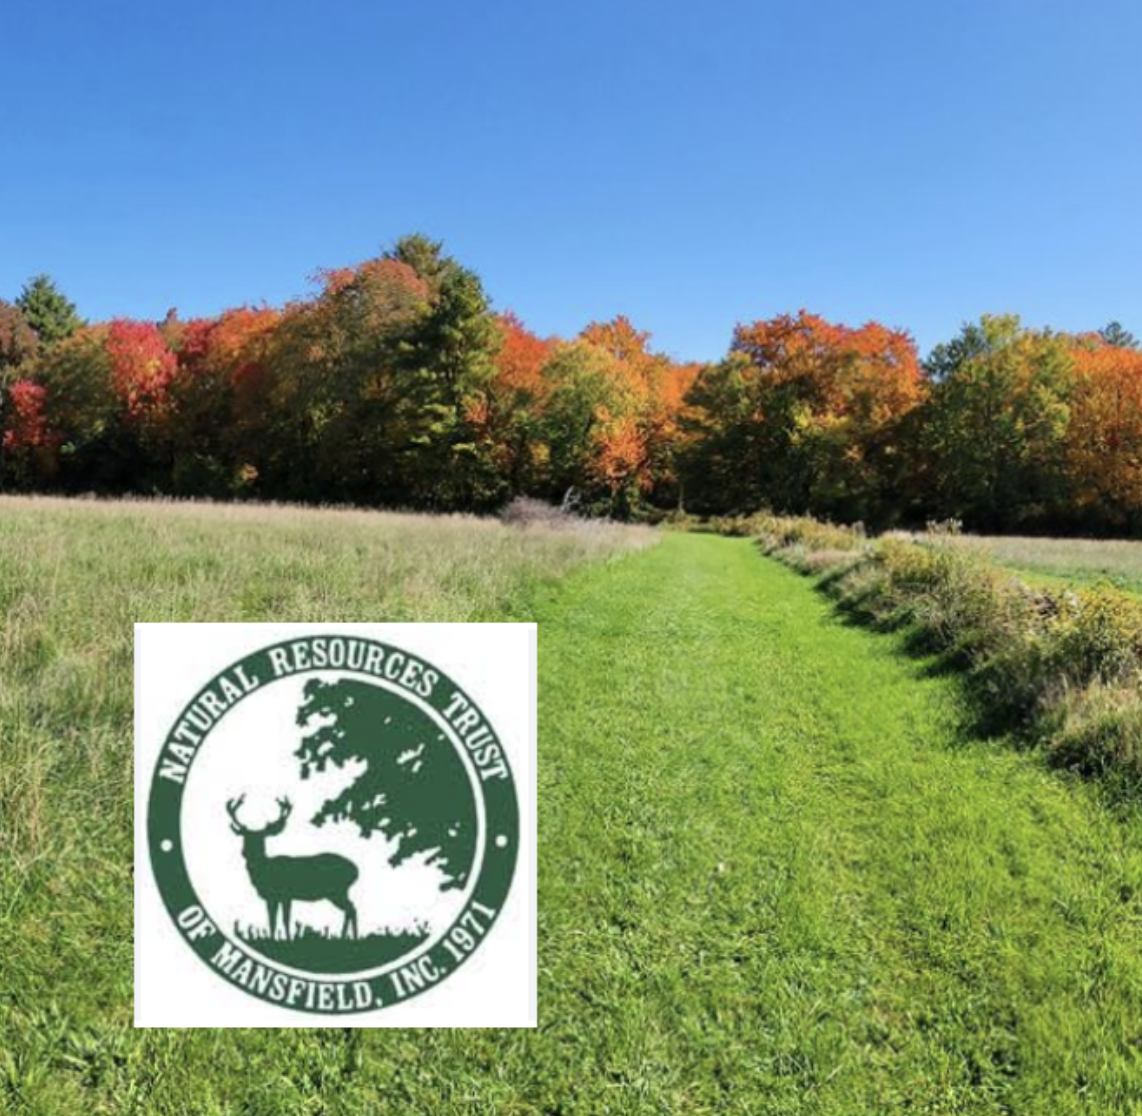 NATURAL RESOURCES TRUST
OF MANSFIELD, INC. 1971